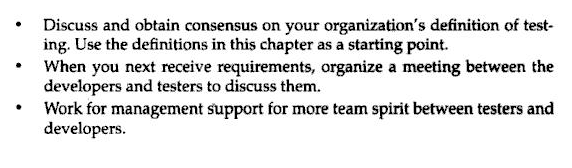 • Discuss and obtain consensus on your organization's definition of test-
ing. Use the definitions in this chapter as a starting point.
• When you next receive requirements, organize a meeting between the
developers and testers to discuss them.
• Work for management support for more team spirit between testers and
developers.